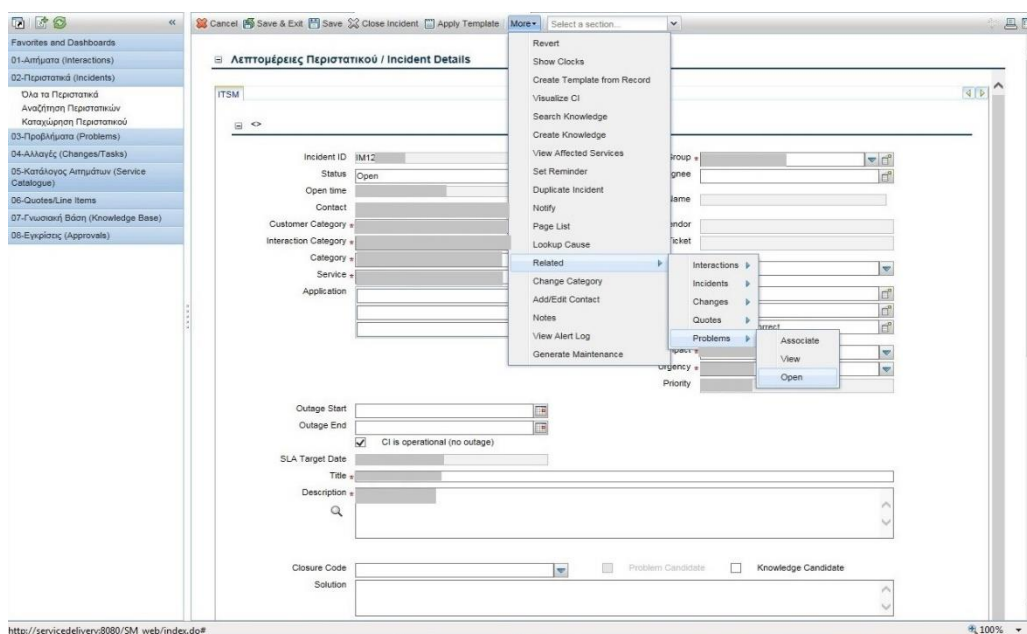 Cancel Save & Exit Save Close Incident Apply Template More Select a section...
Favorites and Dashboards
01-Αιτήματα (Interactions)
02-Περιστατικά (Incidents)
Όλα τα Περιστατικά
Αναζήτηση Περιστατικών
Καταχώρηση Περιστατικού
03-Προβλήματα (Problems)
04-Αλλαγές (Changes/Tasks)
05-Κατάλογος Αιτημάτων (Service
Catalogue)
06-Quotes/Line Items
07-Γνωσιακή Βάση (Knowledge Base)
08-Εγκρίσεις (Approvals)
Λεπτομέρειες Περιστατικού / Incident Details
ITSM
<>
Incident ID IM12
Status Open
Open time
Contact
Customer Category
Interaction Category
Category
Service
Application
Revert
Show Clocks
Create Template from Record
Visualize CI
Search Knowledge
Create Knowledge
View Affected Services
Set Reminder
Duplicate Incident
Notify
Page List
Lookup Cause
Related
Change Category
Add/Edit Contact
Notes
View Alert Log
Generate Maintenance
Interactions
Incidents
Changes
Quotes
Problems
Associate
View
Open
Urgency
Priority
Outage Start
Outage End
CI is operational (no outage)
SLA Target Date
Title
Description
Closure Code Problem Candidate Knowledge Candidate
Solution
http://servicedelivery:8080/SM_web/index.do#
100%